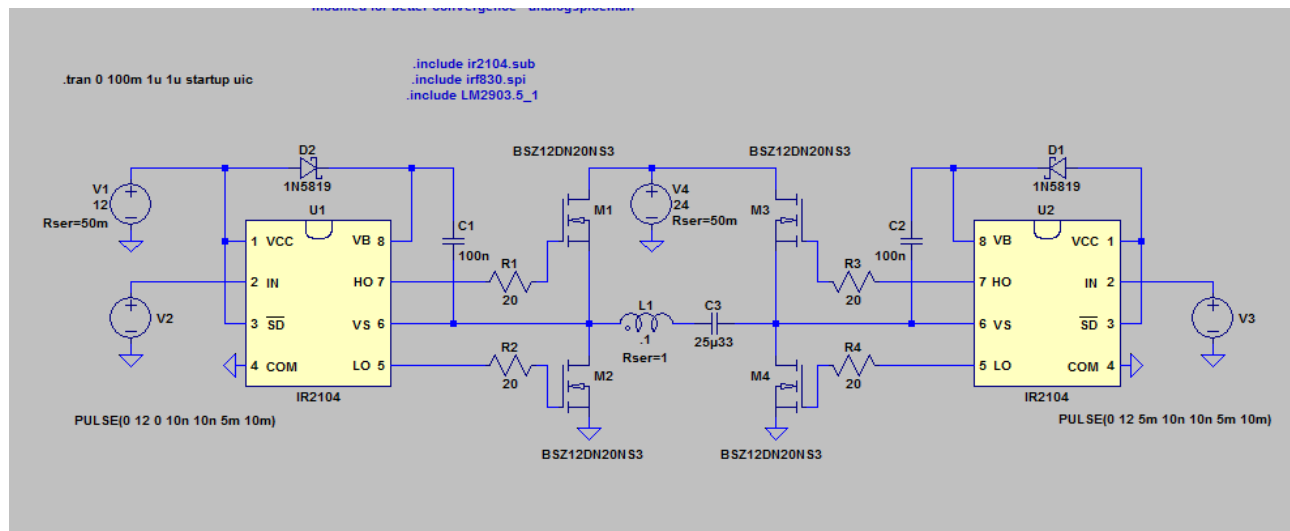 modified for better convergence - analogspiceman
.tran 0 100m 1u 1u startup uic
.include ir2104.sub
.include irf830.spi
.include LM2903.5_1
D2
1N5819
V1
12
Rser=50m
U1
1 VCC VB 8
2 IN HO 7
3 SD VS 6
4 COM LO 5
IR2104
V2
PULSE(0 12 0 10n 10n 5m 10m)
C1
100n
R1
20
R2
20
BSZ12DN20NS3
M1
M2
BSZ12DN20NS3
V4
24
Rser=50m
L1
.1
Rser=1
C3
25µ33
BSZ12DN20NS3
M3
M4
BSZ12DN20NS3
R3
20
R4
20
C2
100n
D1
1N5819
U2
8 VB VCC 1
7 HO IN 2
6 VS SD 3
5 LO COM 4
IR2104
V3
PULSE(0 12 5m 10n 10n 5m 10m)